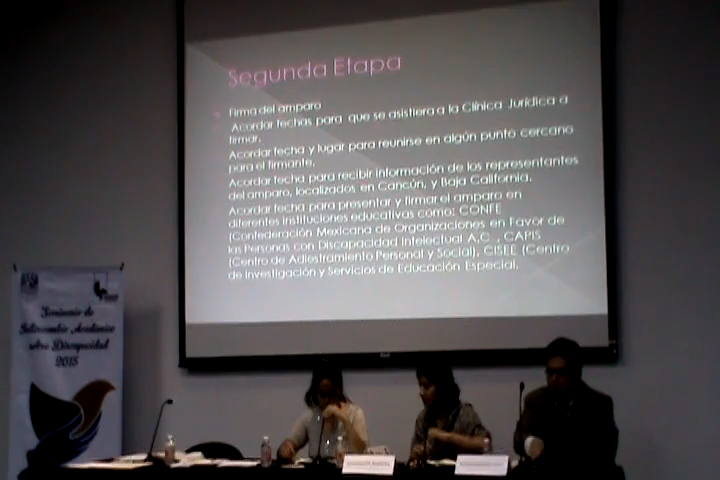 Segunda Etapa
Firma del amparo
Acordar fechas para que se asistiera a la Clínica Jurídica a
firmar.
Acordar fecha y lugar para reunirse en algún punto cercano
para el firmante.
Acordar fecha para recibir información de los representantes
del amparo, localizados en Cancún, y Baja California.
Acordar fecha para presentar y firmar el amparo en
diferentes instituciones educativas como: CONFE
(Confederación Mexicana de Organizaciones en Favor de
las Personas con Discapacidad Intelectual A,C , CAPIS
(Centro de Adiestramiento Personal y Social), CISEE (Centro
de Investigación y Servicios de Educación Especial.
Seminario de
Intercambio Académico
sobre Discapacidad
2015